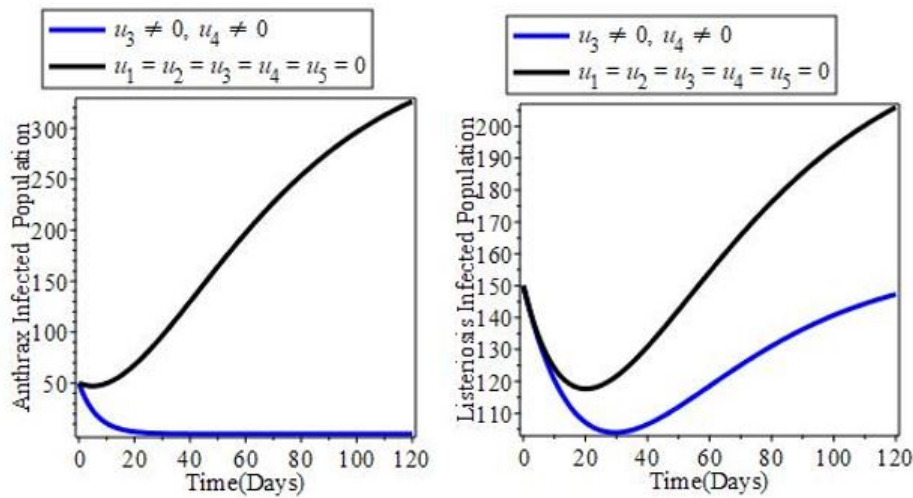 u₃ ≠ 0, u₄ ≠ 0
u₁ = u₂ = u₃ = u₄ = u₅ = 0
Anthrax Infected Population
300
250
200
150
100
50
0 20 40 60 80 100 120
Time(Days)
u₃ ≠ 0, u₄ ≠ 0
u₁ = u₂ = u₃ = u₄ = u₅ = 0
Listeriosis Infected Population
200
190
180
170
160
150
140
130
120
110
0 20 40 60 80 100 120
Time(Days)